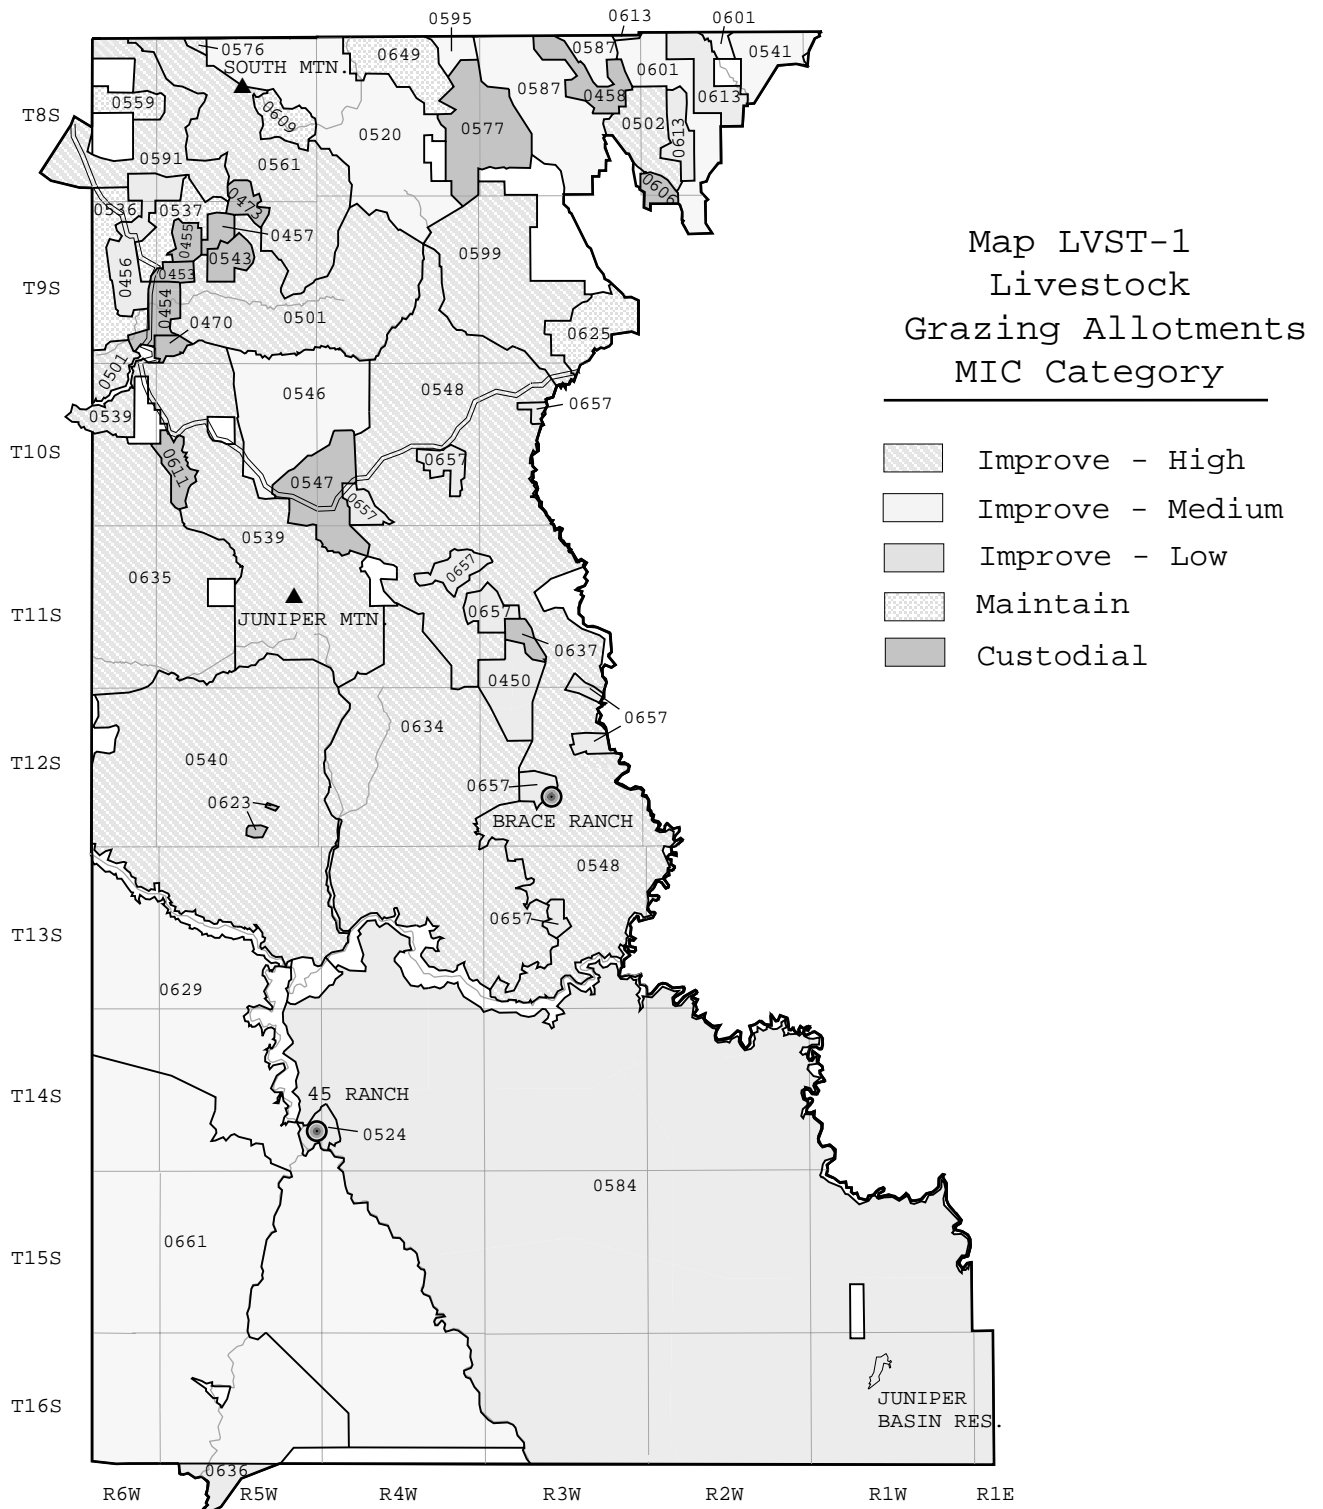 0595
0613
0601
0576
SOUTH MTN.
0649
0587
0601
0541
0587
0458
0613
0559
0609
0520
0577
0502
0613
T8S
0591
0561
0606
0473
0536
0537
0455
0457
0599
0456
0453
0543
T9S
0454
0470
0501
0625
0501
0546
0548
0657
0539
T10S
0611
0657
0547
0657
0539
0635
0657
T11S
JUNIPER MTN.
0657
0637
0450
0634
0657
T12S
0540
0623
0657
BRACE RANCH
0548
0657
T13S
0629
T14S
45 RANCH
0524
0584
T15S
0661
T16S
JUNIPER
BASIN RES.
0636
R6W
R5W
R4W
R3W
R2W
R1W
R1E
Map LVST-1
Livestock
Grazing Allotments
MIC Category
Improve - High
Improve - Medium
Improve - Low
Maintain
Custodial